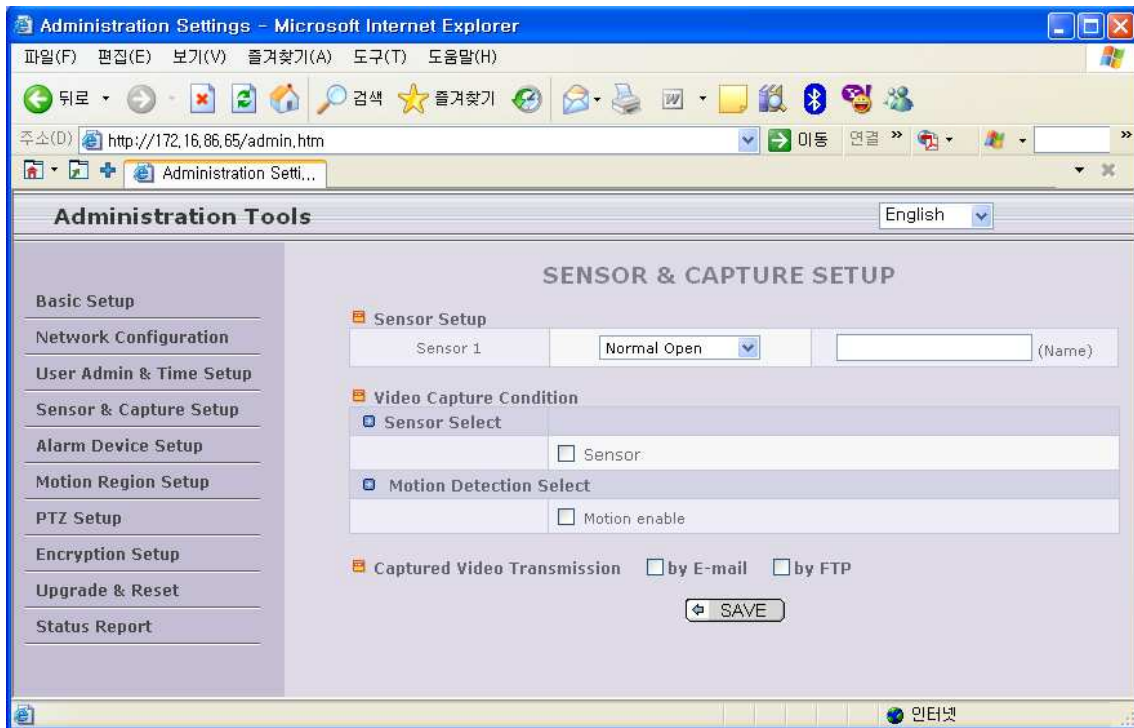 Administration Settings - Microsoft Internet Explorer
파일(F) 편집(E) 보기(V) 즐겨찾기(A) 도구(T) 도움말(H)
뒤로 검색 즐겨찾기
주소(D) http://172,16,86,65/admin,htm 이동 연결 »
Administration Setti,,,
Administration Tools English
SENSOR & CAPTURE SETUP
Basic Setup
Network Configuration
User Admin & Time Setup
Sensor & Capture Setup
Alarm Device Setup
Motion Region Setup
PTZ Setup
Encryption Setup
Upgrade & Reset
Status Report
Sensor Setup
Sensor 1 Normal Open (Name)
Video Capture Condition
Sensor Select
Sensor
Motion Detection Select
Motion enable
Captured Video Transmission by E-mail by FTP
SAVE
인터넷